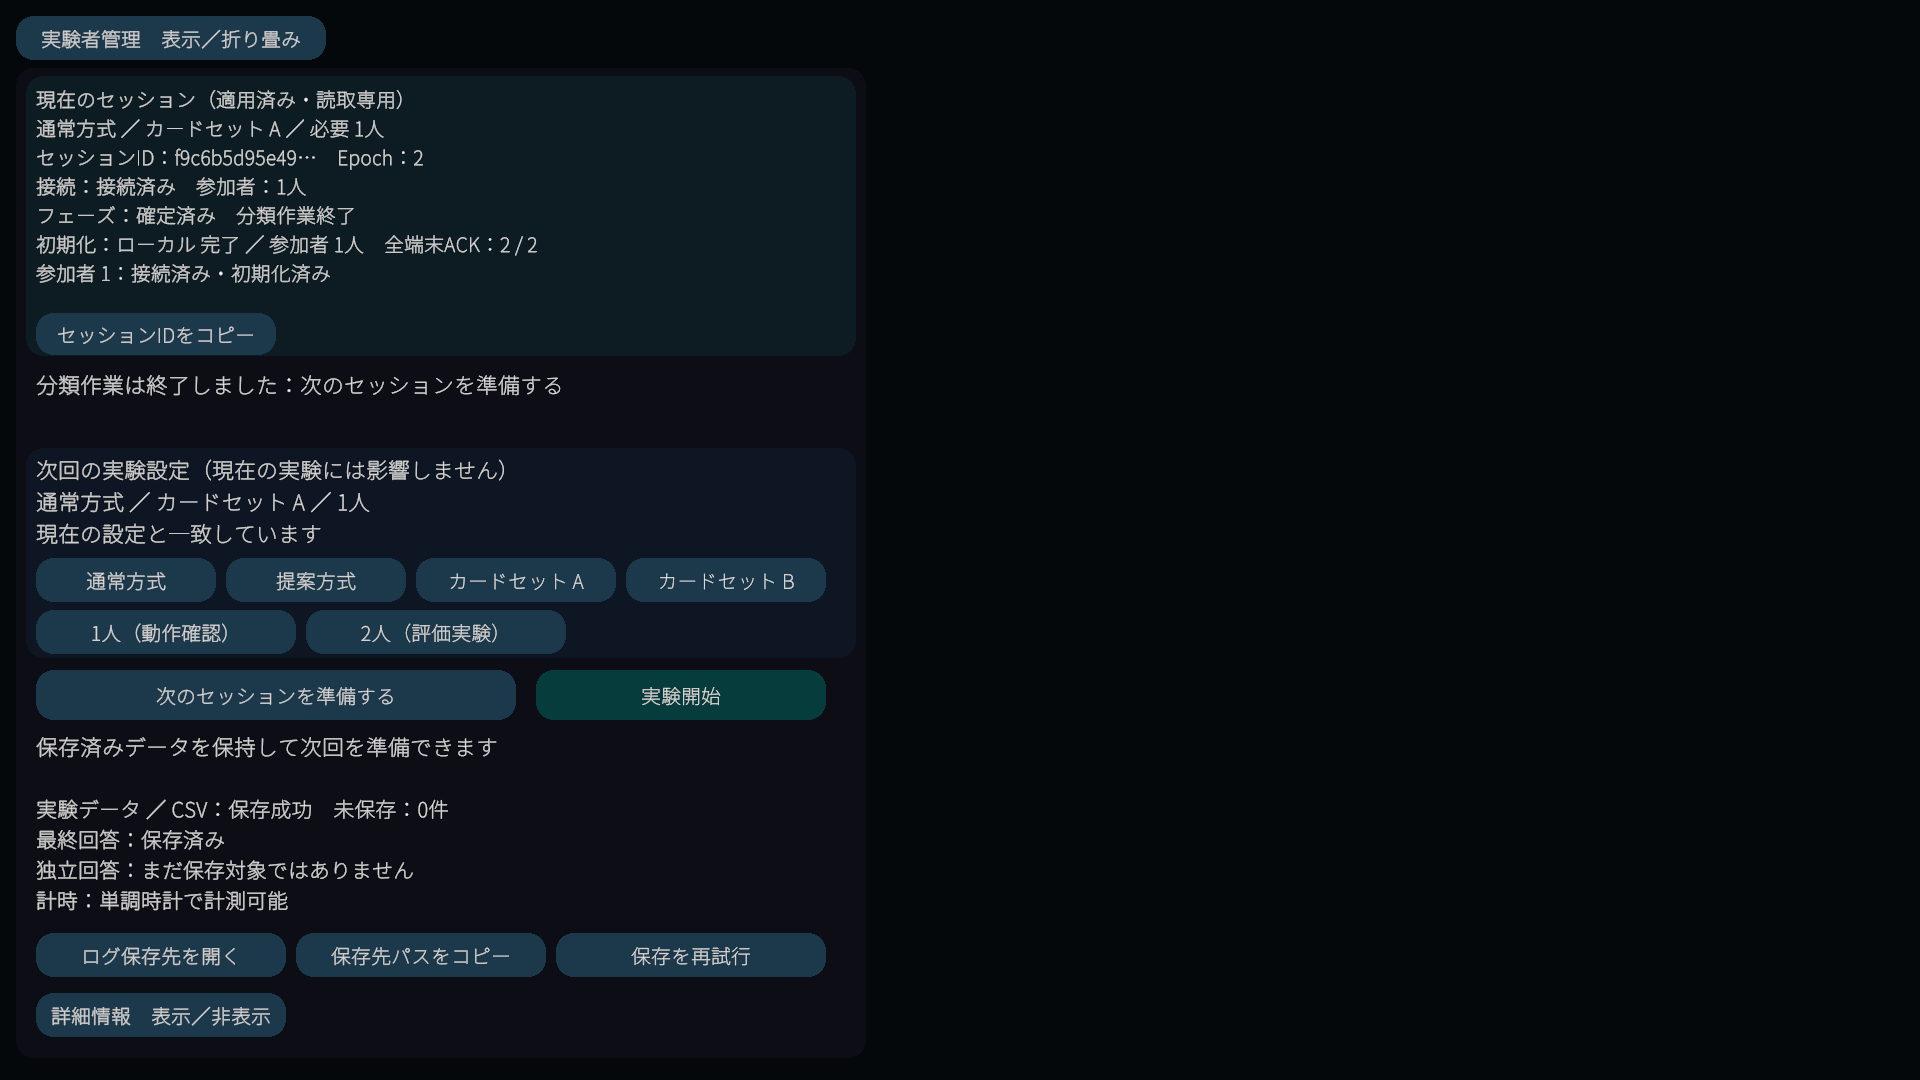 実験者管理　表示／折り畳み
現在のセッション（適用済み・読取専用）
通常方式 ／ カードセット A ／ 必要 1人
セッションID：f9c6b5d95e49…　Epoch：2
接続：接続済み　参加者：1人
フェーズ：確定済み　分類作業終了
初期化：ローカル 完了 ／ 参加者 1人　全端末ACK：2 / 2
参加者 1：接続済み・初期化済み
セッションIDをコピー
分類作業は終了しました：次のセッションを準備する
次回の実験設定（現在の実験には影響しません）
通常方式 ／ カードセット A ／ 1人
現在の設定と一致しています
通常方式　提案方式　カードセット A　カードセット B
1人（動作確認）　2人（評価実験）
次のセッションを準備する　実験開始
保存済みデータを保持して次回を準備できます
実験データ ／ CSV：保存成功　未保存：0件
最終回答：保存済み
独立回答：まだ保存対象ではありません
計時：単調時計で計測可能
ログ保存先を開く　保存先パスをコピー　保存を再試行
詳細情報　表示／非表示